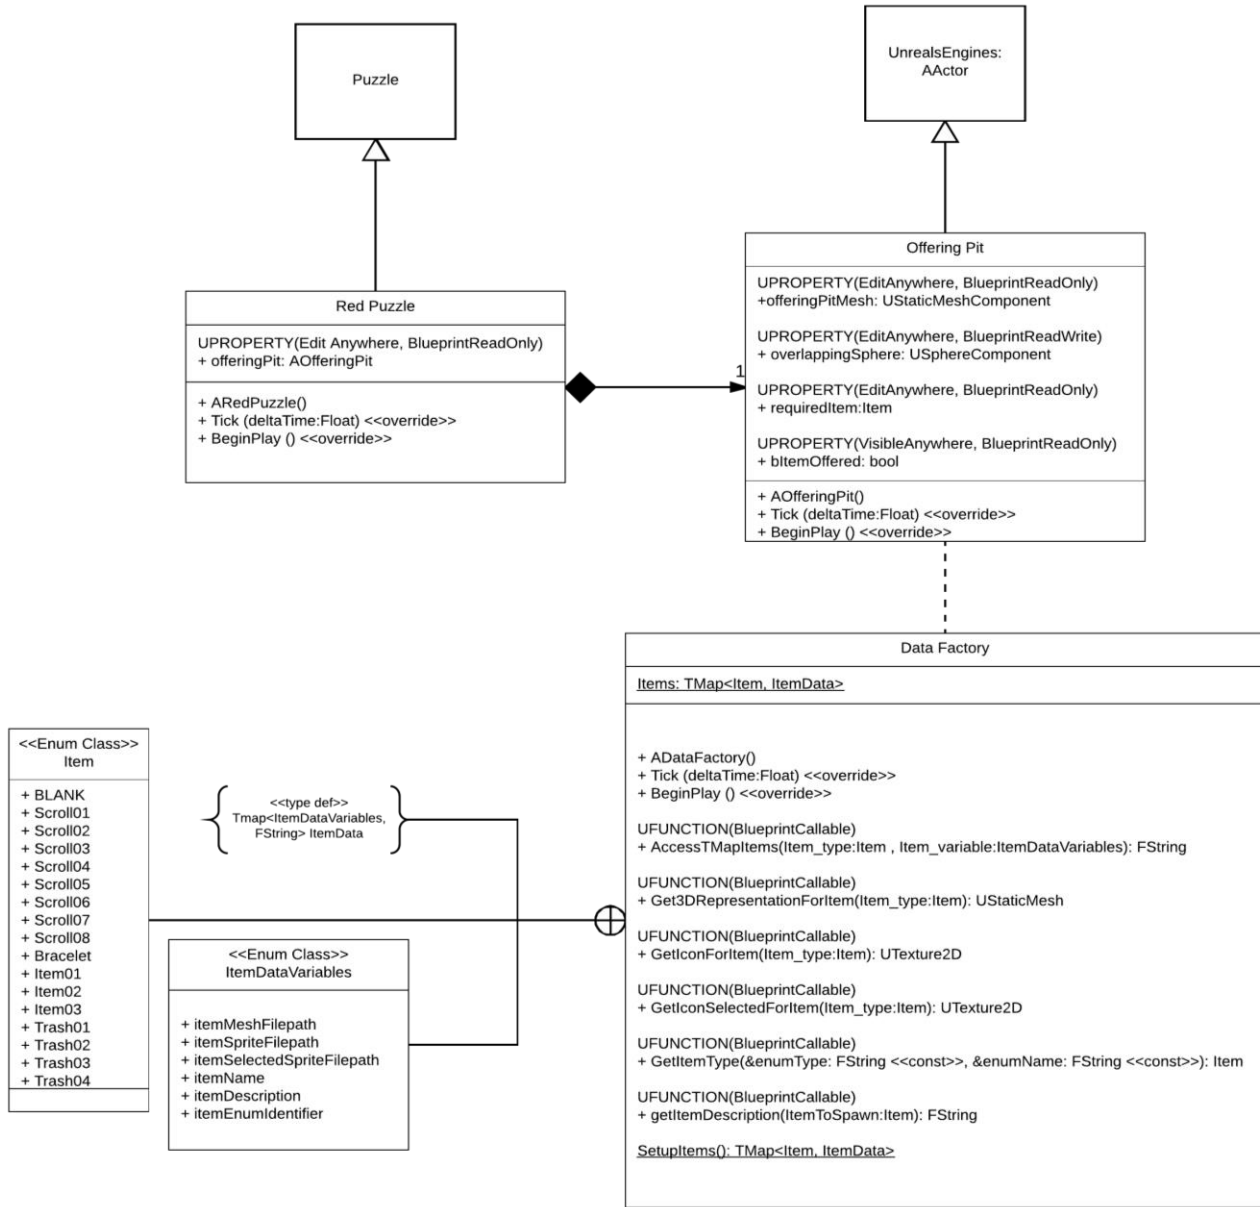 Puzzle
UnrealsEngines:
AActor
Red Puzzle
UPROPERTY(Edit Anywhere, BlueprintReadOnly)
+ offeringPit: AOfferingPit
+ ARedPuzzle()
+ Tick (deltaTime:Float) <<override>>
+ BeginPlay () <<override>>
1
Offering Pit
UPROPERTY(EditAnywhere, BlueprintReadOnly)
+offeringPitMesh: UStaticMeshComponent
UPROPERTY(EditAnywhere, BlueprintReadWrite)
+ overlappingSphere: USphereComponent
UPROPERTY(EditAnywhere, BlueprintReadOnly)
+ requiredItem:Item
UPROPERTY(VisibleAnywhere, BlueprintReadOnly)
+ bItemOffered: bool
+ AOfferingPit()
+ Tick (deltaTime:Float) <<override>>
+ BeginPlay () <<override>>
<<Enum Class>>
Item
+ BLANK
+ Scroll01
+ Scroll02
+ Scroll03
+ Scroll04
+ Scroll05
+ Scroll06
+ Scroll07
+ Scroll08
+ Bracelet
+ Item01
+ Item02
+ Item03
+ Trash01
+ Trash02
+ Trash03
+ Trash04
<<type def>>
Tmap<ItemDataVariables,
FString> ItemData
<<Enum Class>>
ItemDataVariables
+ itemMeshFilepath
+ itemSpriteFilepath
+ itemSelectedSpriteFilepath
+ itemName
+ itemDescription
+ itemEnumIdentifier
Data Factory
Items: TMap<Item, ItemData>
+ ADataFactory()
+ Tick (deltaTime:Float) <<override>>
+ BeginPlay () <<override>>
UFUNCTION(BlueprintCallable)
+ AccessTMapItems(Item_type:Item , Item_variable:ItemDataVariables): FString
UFUNCTION(BlueprintCallable)
+ Get3DRepresentationForItem(Item_type:Item): UStaticMesh
UFUNCTION(BlueprintCallable)
+ GetIconForItem(Item_type:Item): UTexture2D
UFUNCTION(BlueprintCallable)
+ GetIconSelectedForItem(Item_type:Item): UTexture2D
UFUNCTION(BlueprintCallable)
+ GetItemType(&enumType: FString <<const>>, &enumName: FString <<const>>): Item
UFUNCTION(BlueprintCallable)
+ getItemDescription(ItemToSpawn:Item): FString
SetupItems(): TMap<Item, ItemData>